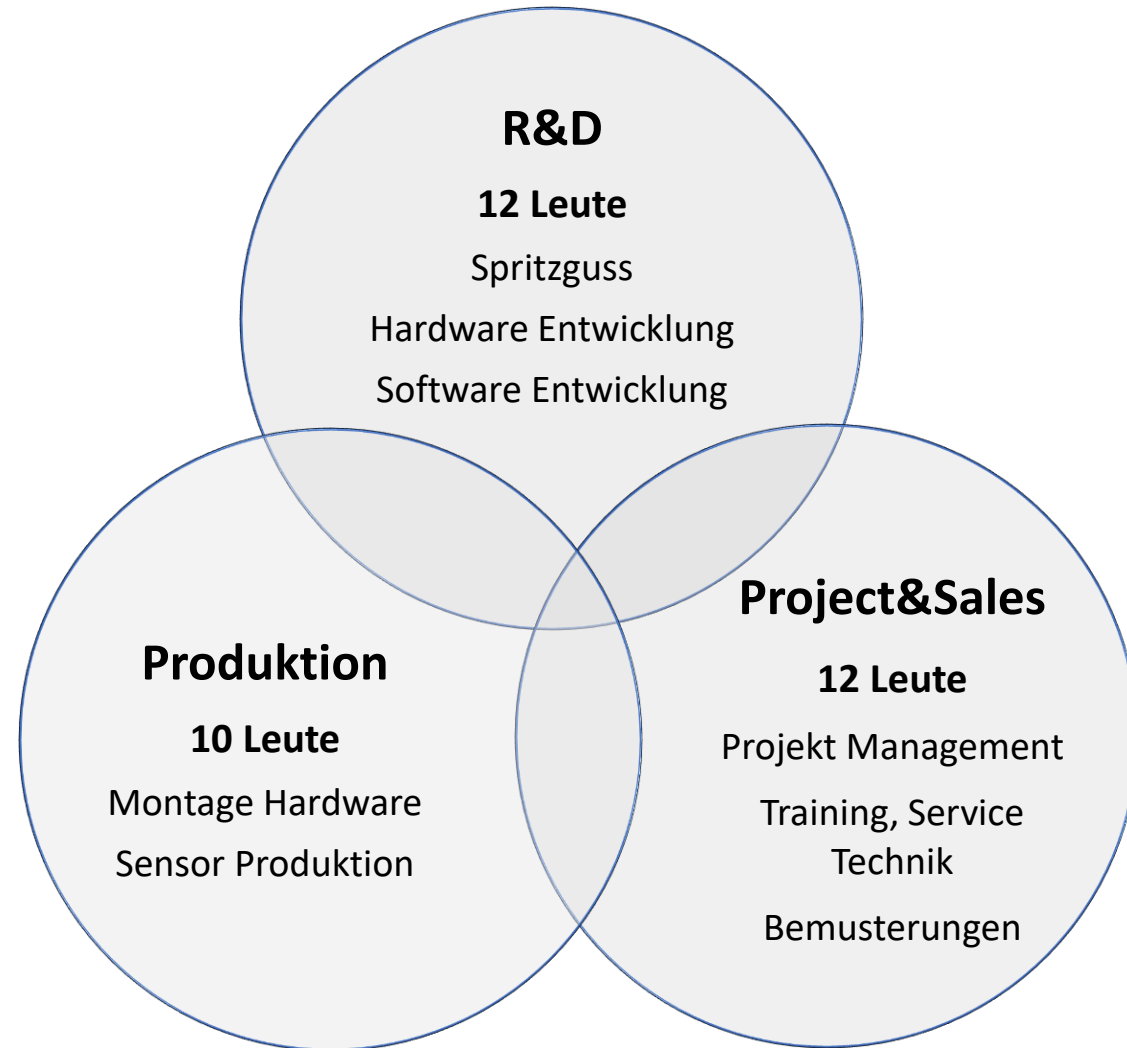 R&D
12 Leute
Spritzguss
Hardware Entwicklung
Software Entwicklung
Produktion
10 Leute
Montage Hardware
Sensor Produktion
Project&Sales
12 Leute
Projekt Management
Training, Service
Technik
Bemusterungen